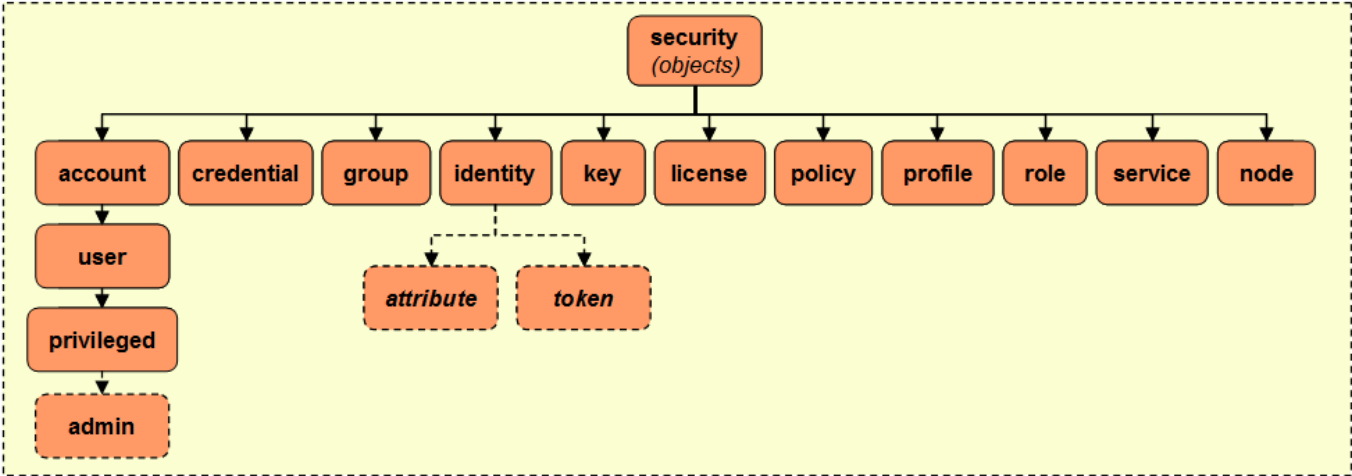 security
(objects)
account
credential
group
identity
key
license
policy
profile
role
service
node
user
attribute
token
privileged
admin